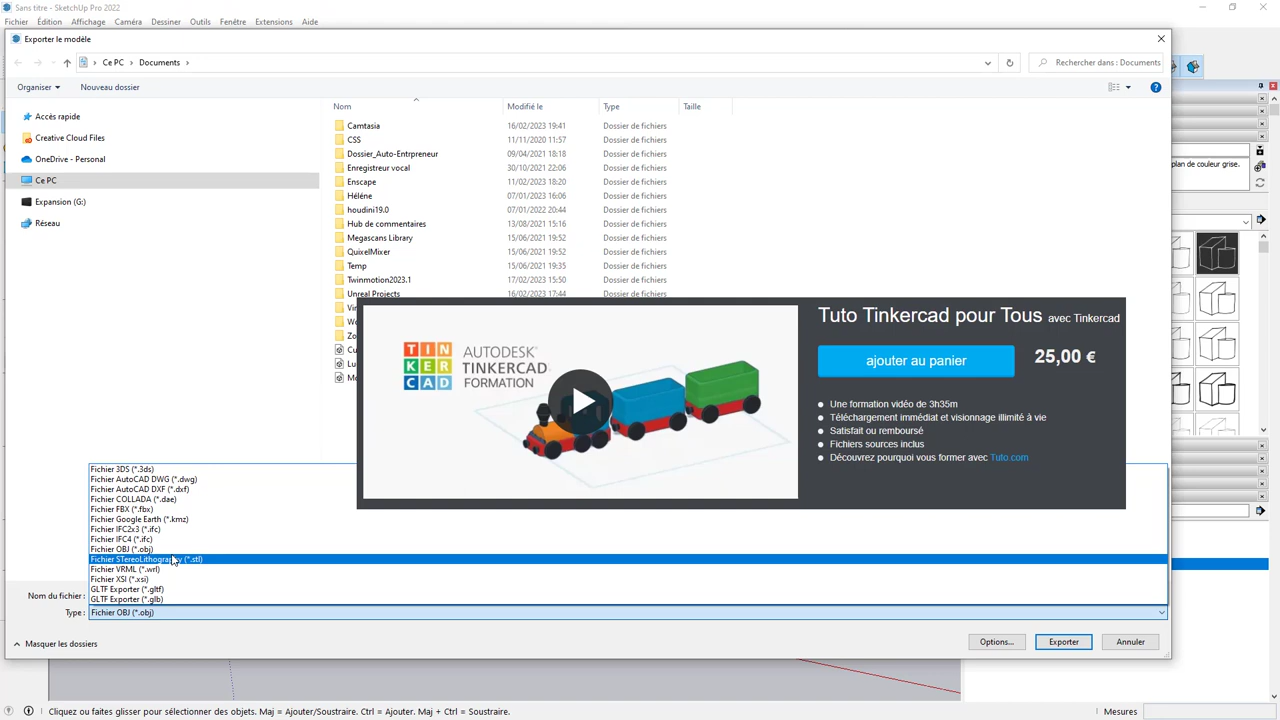 Sans titre - SketchUp Pro 2022
Fichier Édition Affichage Caméra Dessiner Outils Fenêtre Extensions Aide
Exporter le modèle
Ce PC Documents
Rechercher dans : Documents
Organiser Nouveau dossier
Nom Modifié le Type Taille
Accès rapide
Creative Cloud Files
OneDrive - Personal
Ce PC
Expansion (G:)
Réseau
Camtasia 16/02/2023 19:41 Dossier de fichiers
CSS 11/11/2020 11:57 Dossier de fichiers
Dossier_Auto-Entrpreneur 09/04/2021 18:18 Dossier de fichiers
Enregistreur vocal 30/10/2021 22:06 Dossier de fichiers
Enscape 11/02/2023 18:20 Dossier de fichiers
Héléne 07/01/2023 16:06 Dossier de fichiers
houdini19.0 07/01/2022 20:44 Dossier de fichiers
Hub de commentaires 13/08/2021 15:16 Dossier de fichiers
Megascans Library 15/06/2021 19:52 Dossier de fichiers
QuixelMixer 15/06/2021 19:52 Dossier de fichiers
Temp 15/06/2021 19:35 Dossier de fichiers
Twinmotion2023.1 17/02/2023 15:50 Dossier de fichiers
Unreal Projects 16/02/2023 17:44 Dossier de fichiers
plan de couleur grise.
TINKERCAD
AUTODESK™
TINKERCAD
FORMATION
Tuto Tinkercad pour Tous avec Tinkercad
ajouter au panier 25,00 €
Une formation vidéo de 3h35m
Téléchargement immédiat et visionnage illimité à vie
Satisfait ou remboursé
Fichiers sources inclus
Découvrez pourquoi vous former avec Tuto.com
Fichier 3DS (*.3ds)
Fichier AutoCAD DWG (*.dwg)
Fichier AutoCAD DXF (*.dxf)
Fichier COLLADA (*.dae)
Fichier FBX (*.fbx)
Fichier Google Earth (*.kmz)
Fichier IFC2x3 (*.ifc)
Fichier IFC4 (*.ifc)
Fichier OBJ (*.obj)
Fichier STereoLithography (*.stl)
Fichier VRML (*.wrl)
Fichier XSI (*.xsi)
GLTF Exporter (*.gltf)
GLTF Exporter (*.glb)
Nom du fichier :
Type : Fichier OBJ (*.obj)
Masquer les dossiers
Options... Exporter Annuler
Cliquez ou faites glisser pour sélectionner des objets. Maj = Ajouter/Soustraire. Ctrl = Ajouter. Maj + Ctrl = Soustraire.
Mesures